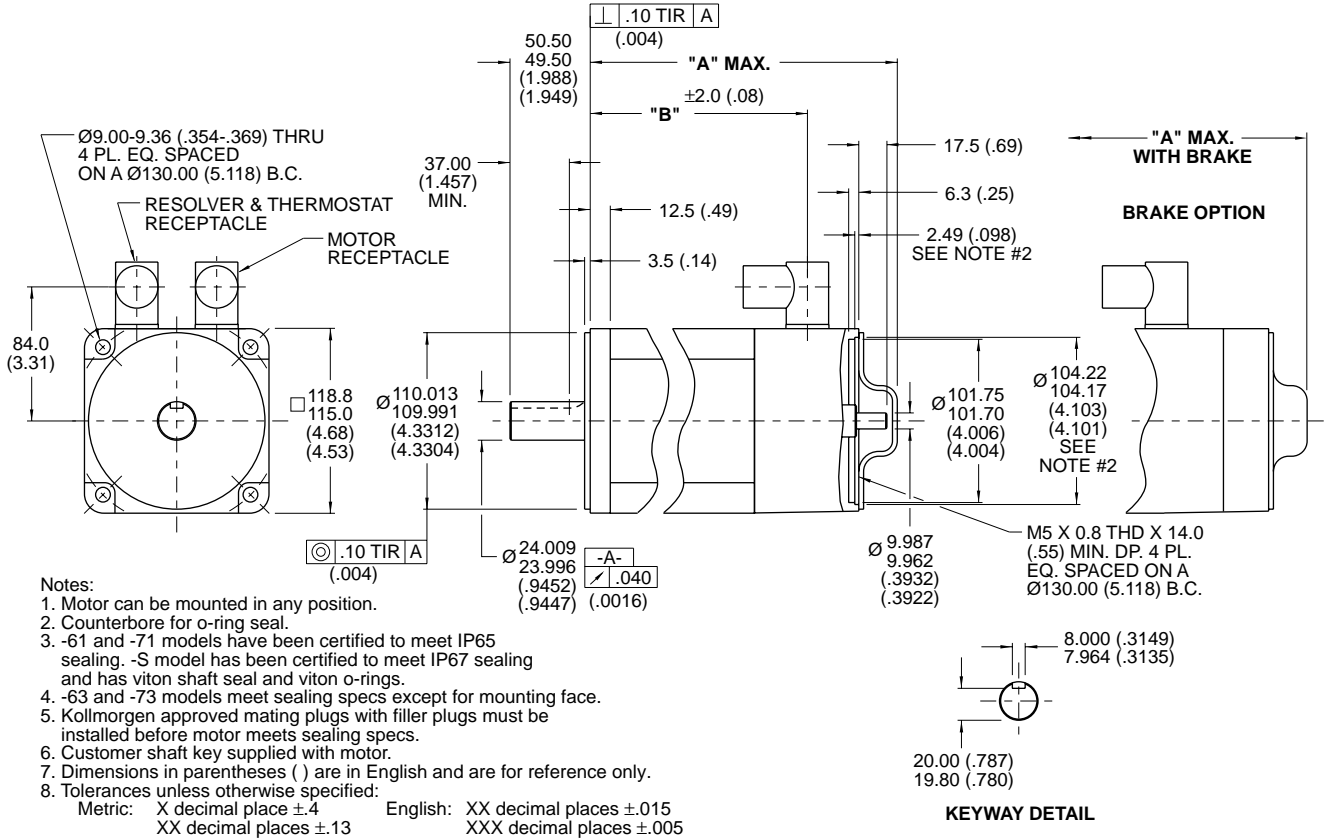 ⊥ .10 TIR A
(.004)
50.50
49.50
(1.988)
(1.949)
"A" MAX.
±2.0 (.08)
"B"
Ø9.00-9.36 (.354-.369) THRU
4 PL. EQ. SPACED
ON A Ø130.00 (5.118) B.C.
37.00
(1.457)
MIN.
17.5 (.69)
"A" MAX.
WITH BRAKE
6.3 (.25)
RESOLVER & THERMOSTAT
RECEPTACLE
12.5 (.49)
BRAKE OPTION
MOTOR
RECEPTACLE
2.49 (.098)
SEE NOTE #2
3.5 (.14)
84.0
(3.31)
□ 118.8
115.0
(4.68)
(4.53)
Ø 110.013
109.991
(4.3312)
(4.3304)
Ø 101.75
101.70
(4.006)
(4.004)
Ø 104.22
104.17
(4.103)
(4.101)
SEE
NOTE #2
◎ .10 TIR A
(.004)
Ø 24.009
23.996
(.9452)
(.9447)
-A-
↗ .040
(.0016)
Ø 9.987
9.962
(.3932)
(.3922)
M5 X 0.8 THD X 14.0
(.55) MIN. DP. 4 PL.
EQ. SPACED ON A
Ø130.00 (5.118) B.C.
Notes:
1. Motor can be mounted in any position.
2. Counterbore for o-ring seal.
3. -61 and -71 models have been certified to meet IP65
sealing. -S model has been certified to meet IP67 sealing
and has viton shaft seal and viton o-rings.
4. -63 and -73 models meet sealing specs except for mounting face.
5. Kollmorgen approved mating plugs with filler plugs must be
installed before motor meets sealing specs.
6. Customer shaft key supplied with motor.
7. Dimensions in parentheses ( ) are in English and are for reference only.
8. Tolerances unless otherwise specified:
Metric: X decimal place ±.4 English: XX decimal places ±.015
XX decimal places ±.13 XXX decimal places ±.005
8.000 (.3149)
7.964 (.3135)
20.00 (.787)
19.80 (.780)
KEYWAY DETAIL